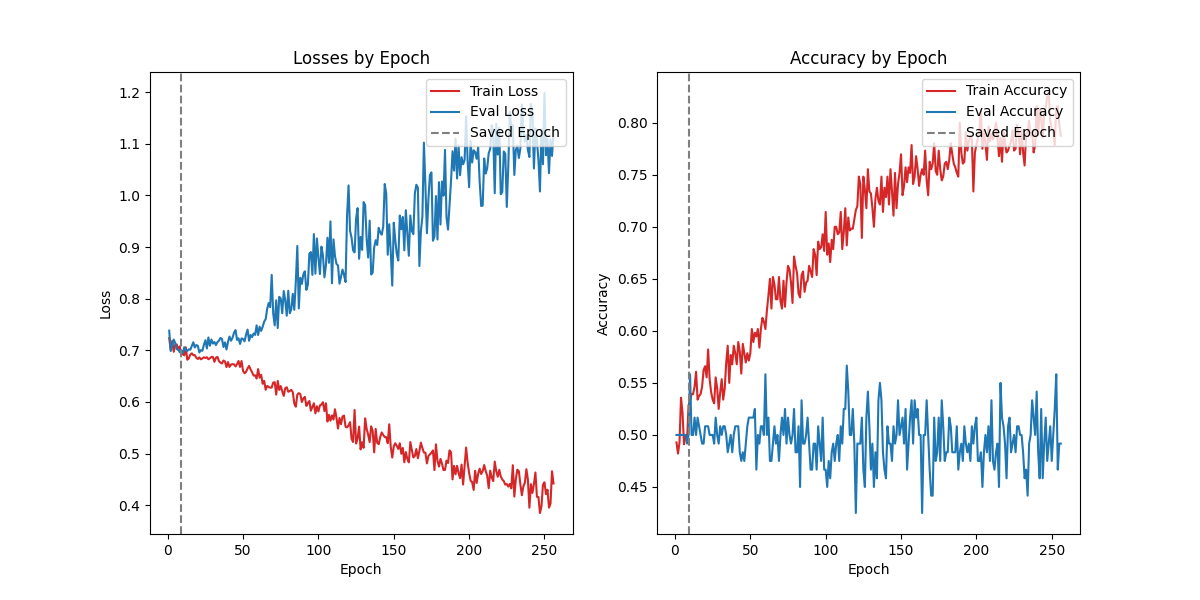 Losses by Epoch
Train Loss
Eval Loss
Saved Epoch
1.2
1.1
1.0
0.9
0.8
0.7
0.6
0.5
0.4
Loss
0
50
100
150
200
250
Epoch
Accuracy by Epoch
Train Accuracy
Eval Accuracy
Saved Epoch
0.80
0.75
0.70
0.65
0.60
0.55
0.50
0.45
Accuracy
0
50
100
150
200
250
Epoch